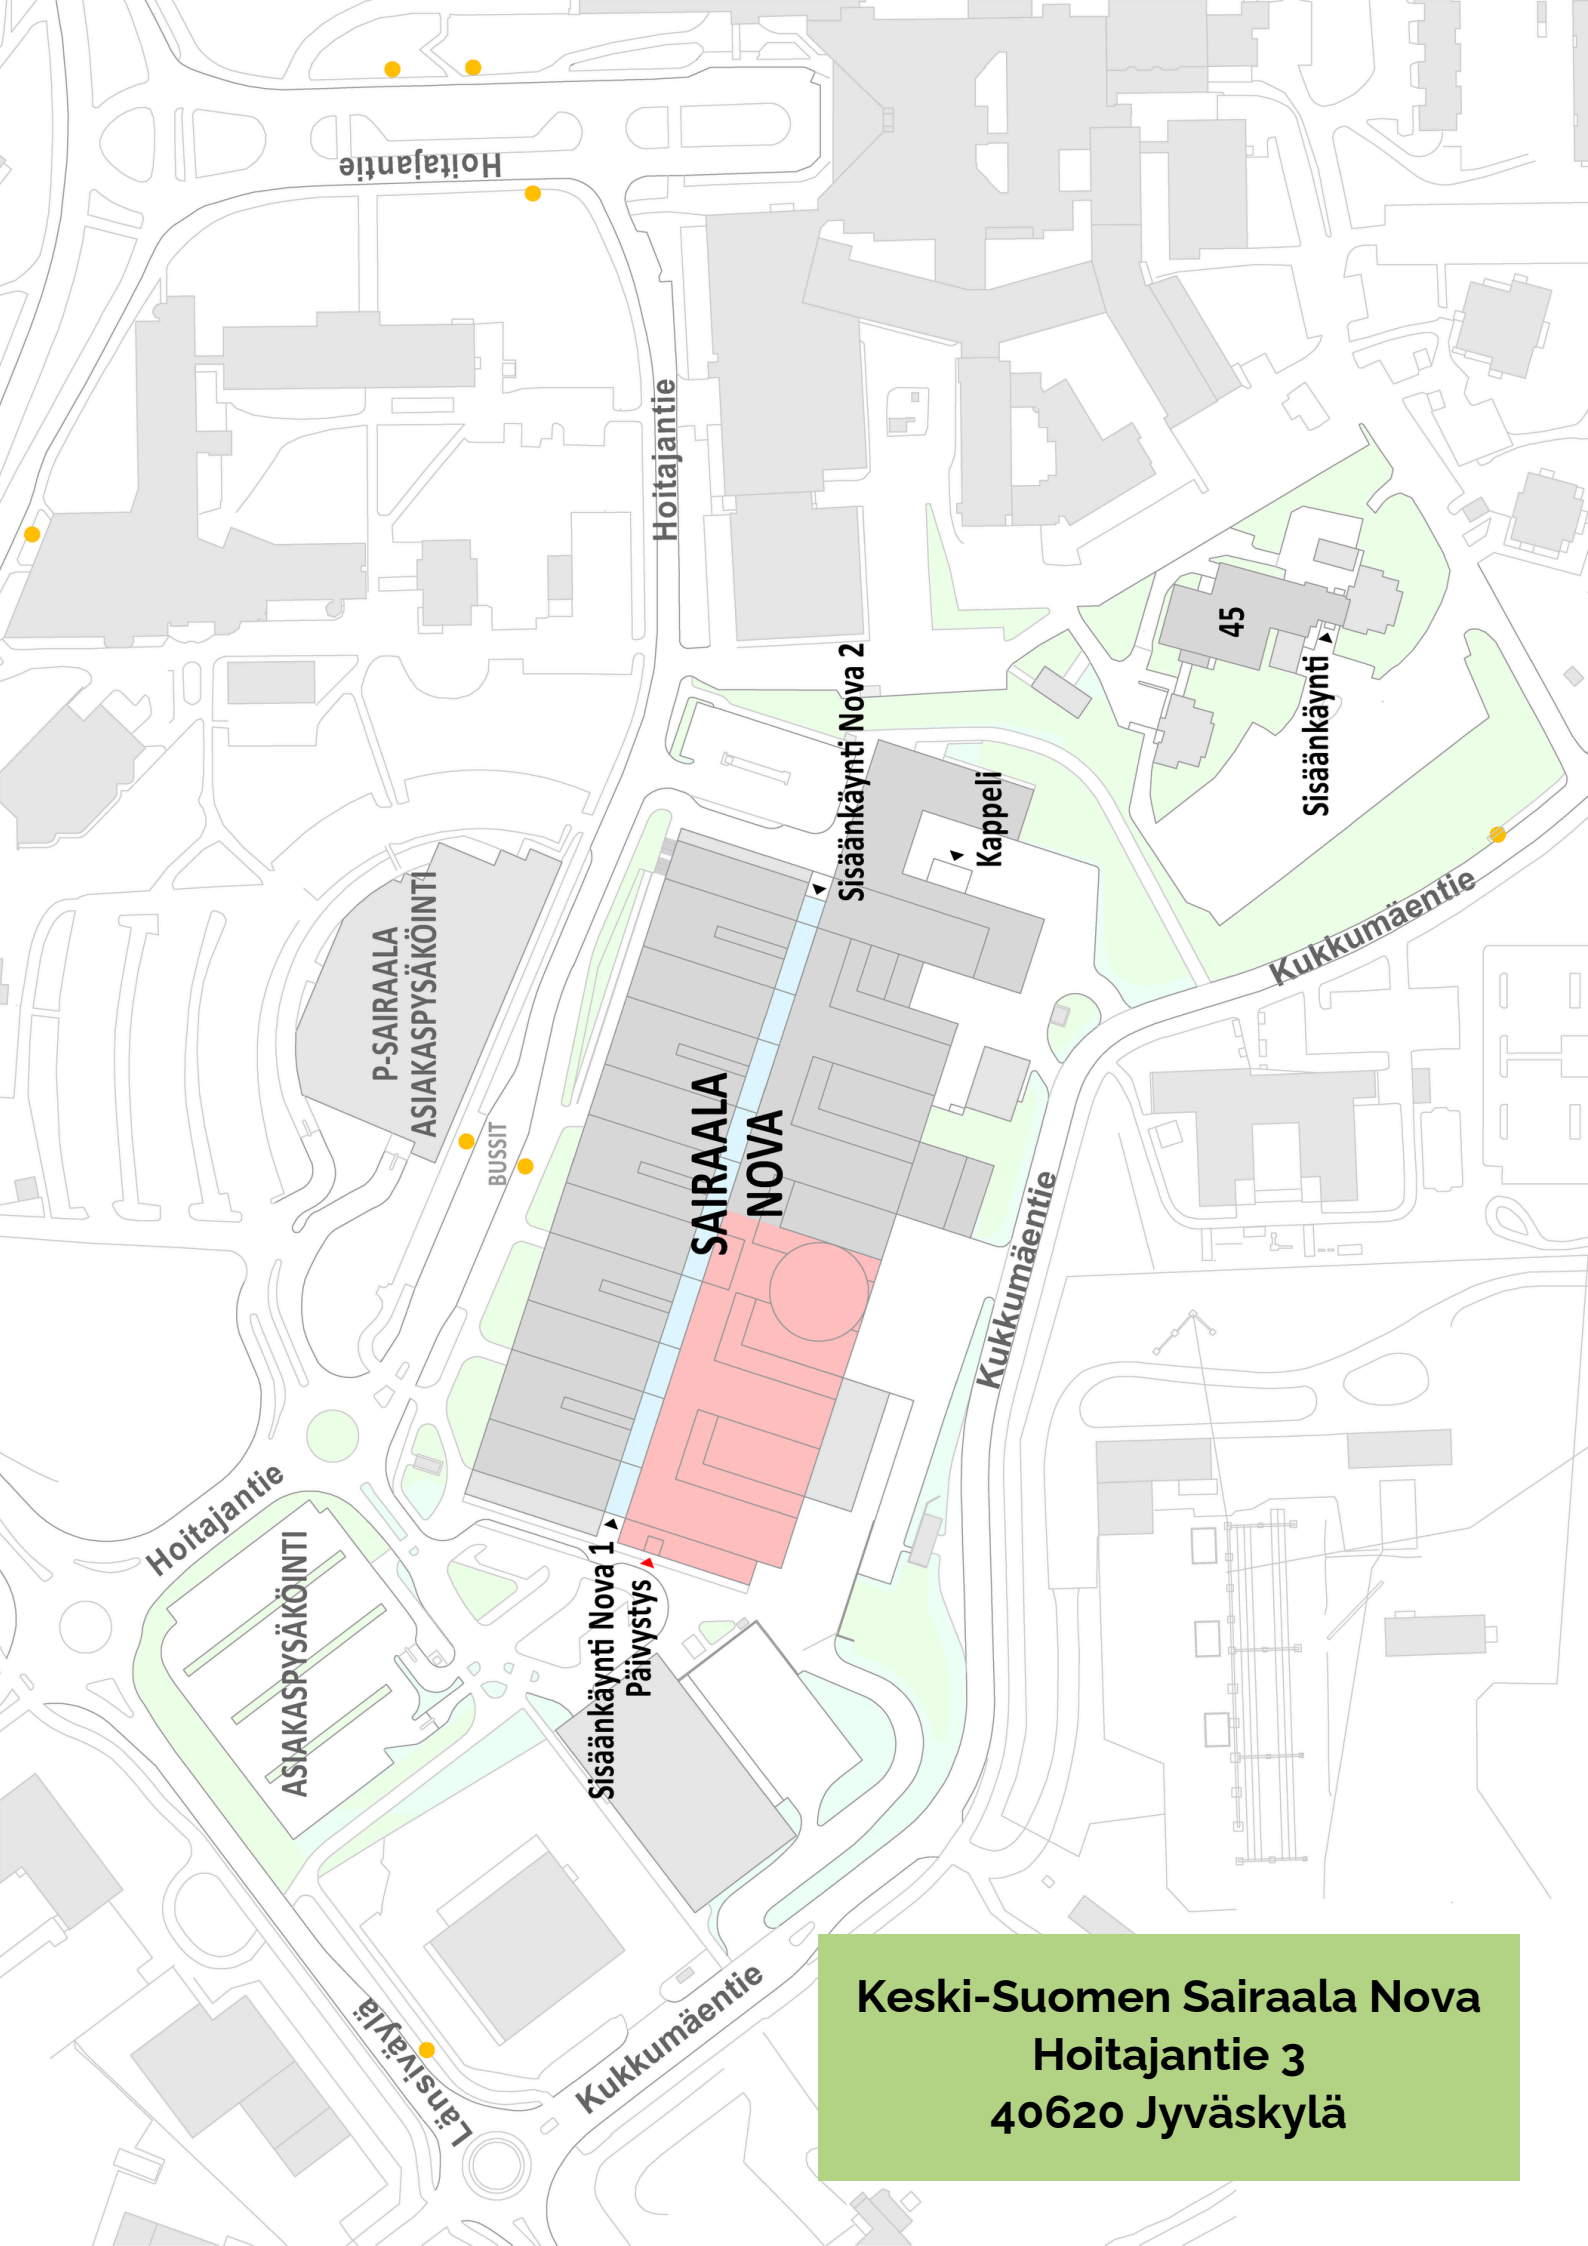 Hoitajantie
Hoitajantie
Sisäänkäynti Nova 2
45
Sisäänkäynti
Kappeli
P-SAIRAALA
ASIAKASPYSÄKÖINTI
Kukkumäentie
BUSSIT
SAIRAALA
NOVA
Kukkumäentie
Hoitajantie
ASIAKASPYSÄKÖINTI
Sisäänkäynti Nova 1
Päivystys
Länsiväylä
Kukkumäentie
Keski-Suomen Sairaala Nova
Hoitajantie 3
40620 Jyväskylä